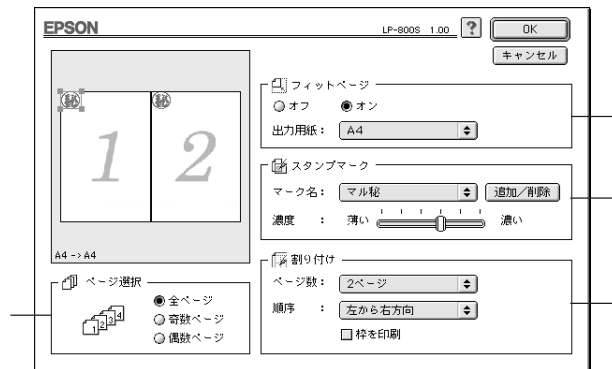 EPSON
LP-800S 1.00 ? OK
キャンセル
㊙ ㊙
1 2
A4 -> A4
フィットページ
オフ オン
出力用紙： A4
スタンプマーク
マーク名： マル秘 追加／削除
濃度 ： 薄い 濃い
割り付け
ページ数： 2ページ
順序 ： 左から右方向
枠を印刷
ページ選択
1 2 3 4
全ページ
奇数ページ
偶数ページ